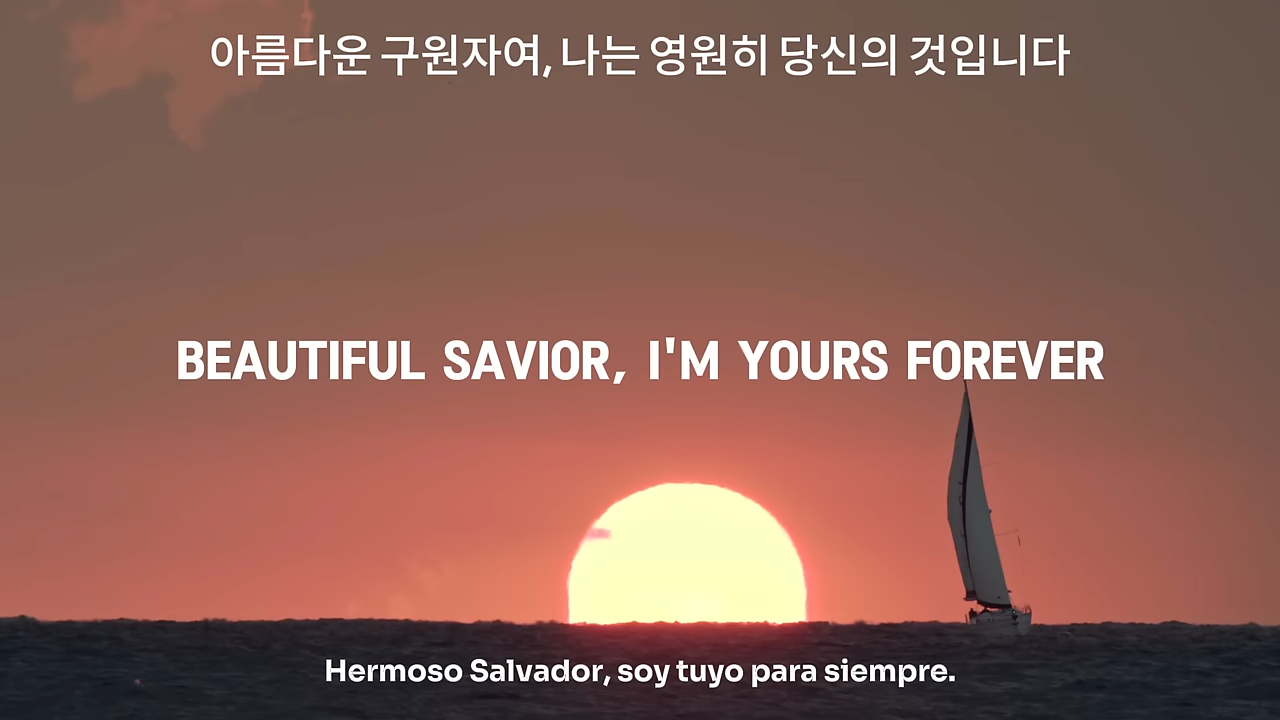 아름다운 구원자여, 나는 영원히 당신의 것입니다
BEAUTIFUL SAVIOR, I'M YOURS FOREVER
Hermoso Salvador, soy tuyo para siempre.